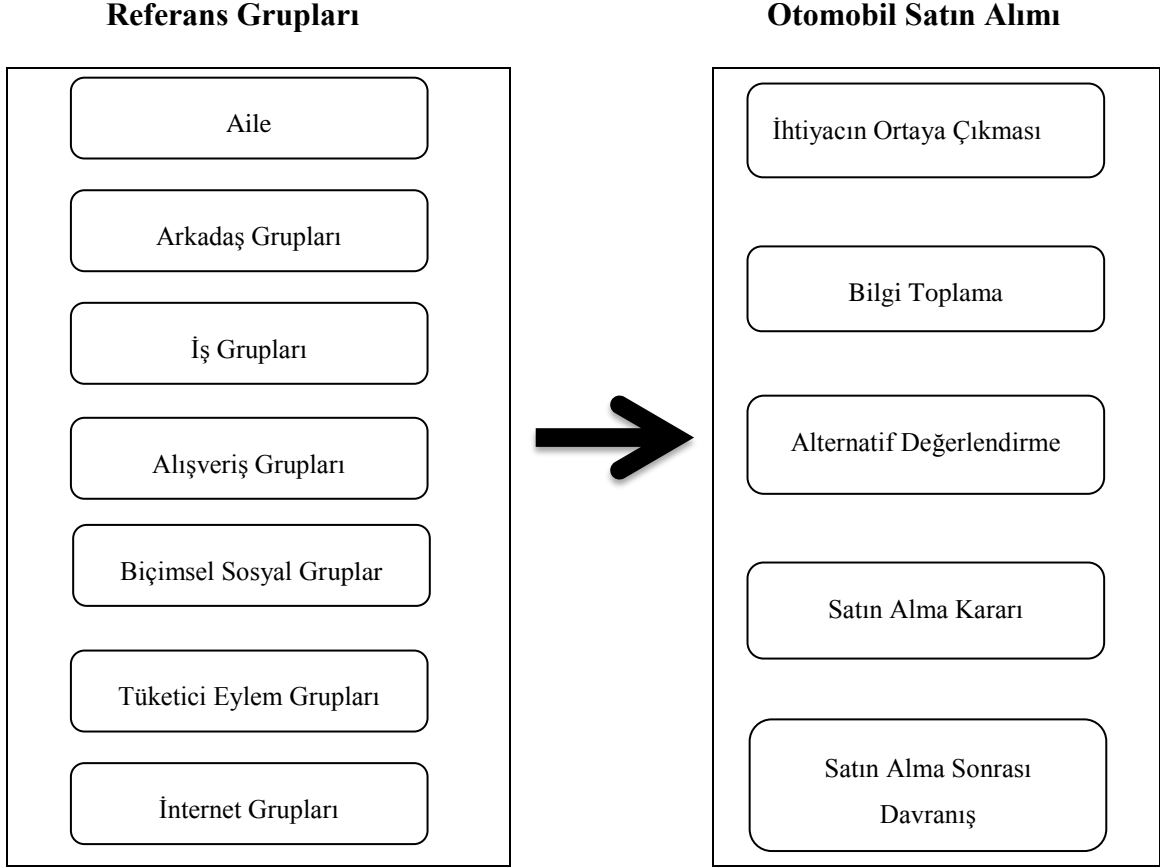 Referans Grupları
Aile
Arkadaş Grupları
İş Grupları
Alışveriş Grupları
Biçimsel Sosyal Gruplar
Tüketici Eylem Grupları
İnternet Grupları
Otomobil Satın Alımı
İhtiyacın Ortaya Çıkması
Bilgi Toplama
Alternatif Değerlendirme
Satın Alma Kararı
Satın Alma Sonrası
Davranış